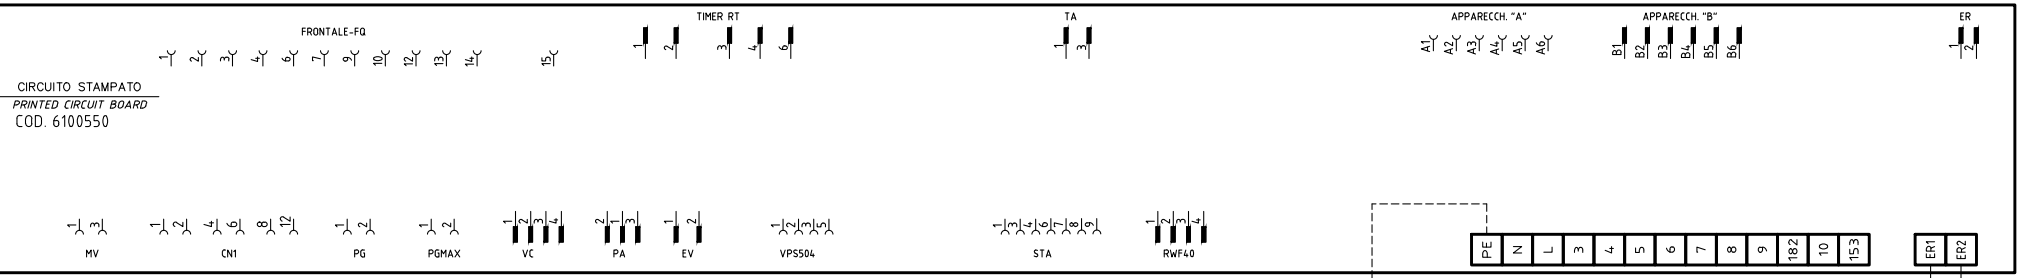 TIMER RT
TA
APPARECCH. "A"
APPARECCH. "B"
ER
FRONTALE-FQ
1 2 3 4 6 7 9 10 12 13 14 15
1 2 3 4 6
1 3
A1 A2 A3 A4 A5 A6
B1 B2 B3 B4 B5 B6
1 2
CIRCUITO STAMPATO
PRINTED CIRCUIT BOARD
COD. 6100550
1 3
1 2 4 6 8 12
1 2
1 2
1 2 3 4
2 1 3
1 2
1 2 3 5
1 3 4 6 7 8 9
1 2 3 4
MV
CN1
PG
PGMAX
VC
PA
EV
VPS504
STA
RWF40
PE N L 3 4 5 6 7 8 9 182 10 153
ER1 ER2